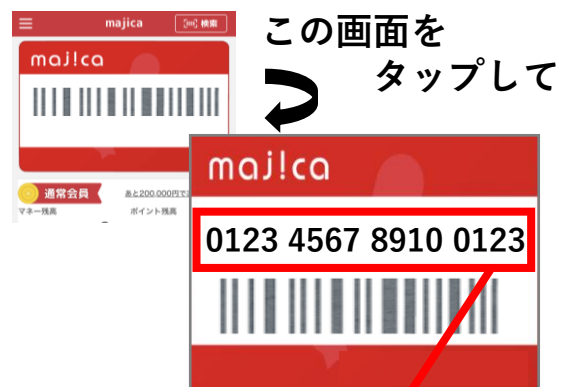 majica
検索
maj!ca
通常会員
あと200,000円で
マネー残高
ポイント残高
この画面を
タップして
maj!ca
0123 4567 8910 0123